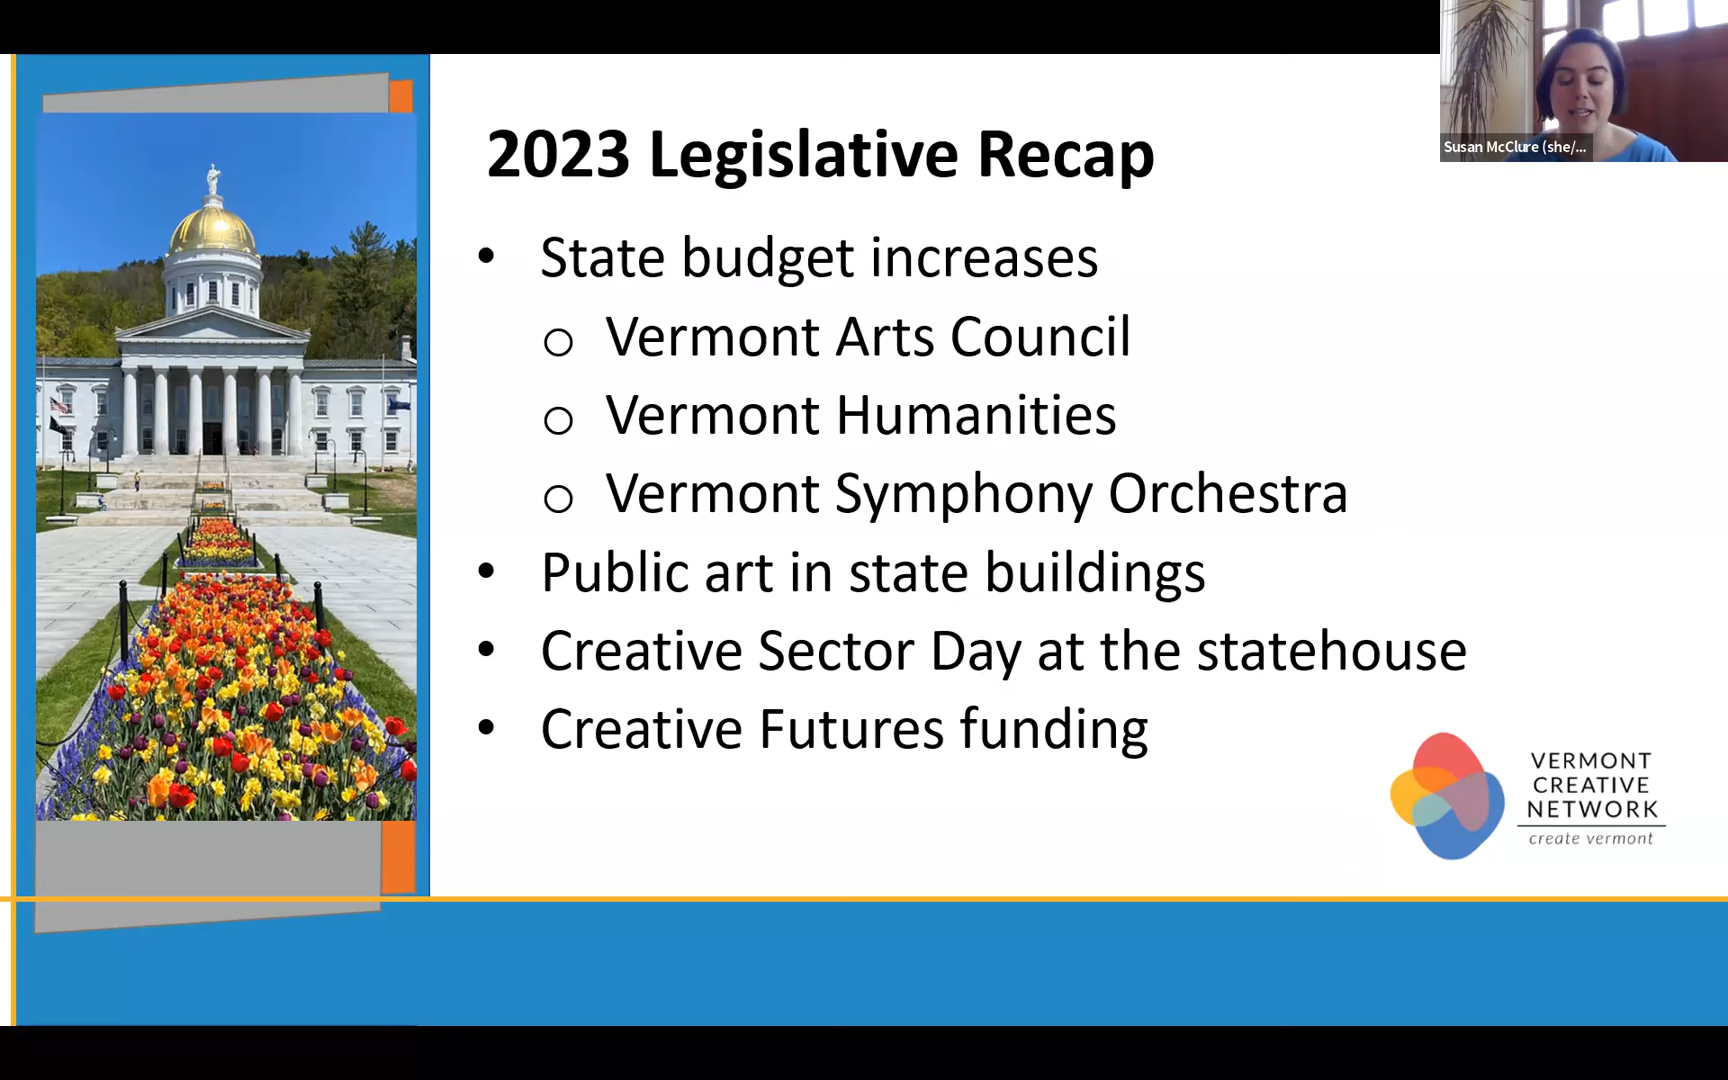 Susan McClure (she/...
2023 Legislative Recap
• State budget increases
o Vermont Arts Council
o Vermont Humanities
o Vermont Symphony Orchestra
• Public art in state buildings
• Creative Sector Day at the statehouse
• Creative Futures funding
VERMONT
CREATIVE
NETWORK
create vermont